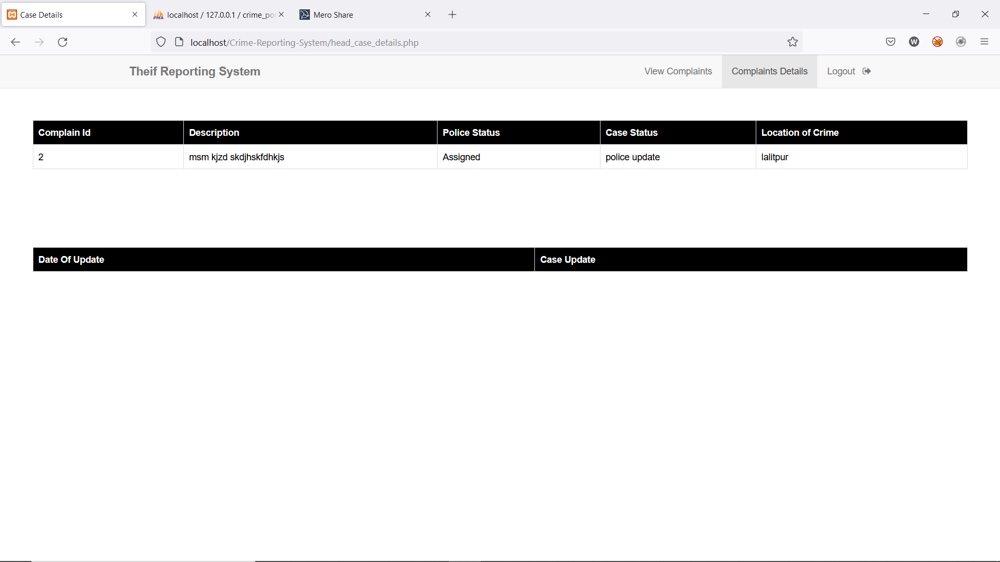 Case Details
localhost / 127.0.0.1 / crime_por
Mero Share
localhost/Crime-Reporting-System/head_case_details.php
W
Theif Reporting System
View Complaints
Complaints Details
Logout
Complain Id
Description
Police Status
Case Status
Location of Crime
2
msm kjzd skdjhskfdhkjs
Assigned
police update
lalitpur
Date Of Update
Case Update